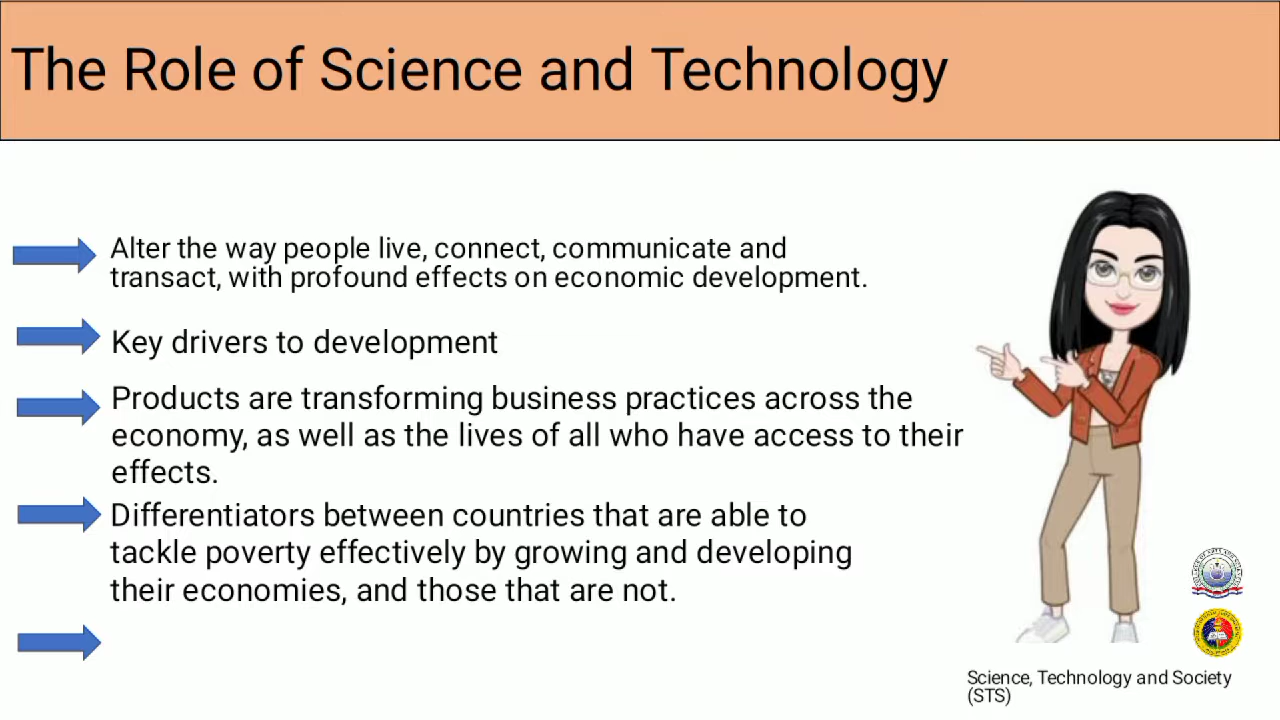 The Role of Science and Technology
Alter the way people live, connect, communicate and
transact, with profound effects on economic development.
Key drivers to development
Products are transforming business practices across the
economy, as well as the lives of all who have access to their
effects.
Differentiators between countries that are able to
tackle poverty effectively by growing and developing
their economies, and those that are not.
Science, Technology and Society
(STS)